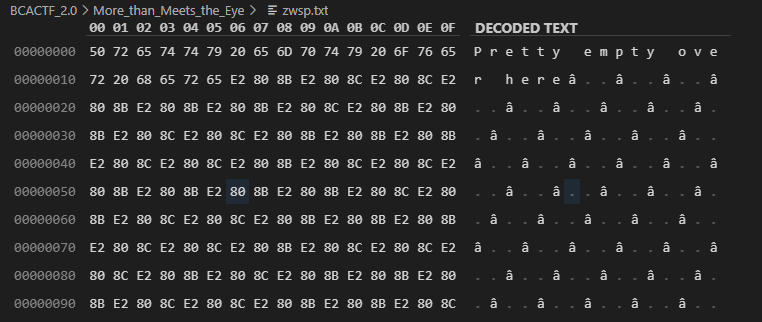 BCACTF_2.0 > More_than_Meets_the_Eye > zwsp.txt
00 01 02 03 04 05 06 07 08 09 0A 0B 0C 0D 0E 0F DECODED TEXT
00000000 50 72 65 74 74 79 20 65 6D 70 74 79 20 6F 76 65 P r e t t y e m p t y o v e
00000010 72 20 68 65 72 65 E2 80 8B E2 80 8C E2 80 8C E2 r h e r e â . . â . . â . . â
00000020 80 8B E2 80 8B E2 80 8B E2 80 8C E2 80 8B E2 80 . . â . . â . . â . . â . . â .
00000030 8B E2 80 8C E2 80 8C E2 80 8B E2 80 8B E2 80 8B . â . . â . . â . . â . . â . .
00000040 E2 80 8C E2 80 8C E2 80 8B E2 80 8C E2 80 8C E2 â . . â . . â . . â . . â . . â
00000050 80 8B E2 80 8B E2 80 8B E2 80 8B E2 80 8C E2 80 . . â . . â . . â . . â . . â .
00000060 8B E2 80 8C E2 80 8C E2 80 8B E2 80 8B E2 80 8B . â . . â . . â . . â . . â . .
00000070 E2 80 8C E2 80 8C E2 80 8B E2 80 8C E2 80 8C E2 â . . â . . â . . â . . â . . â
00000080 80 8C E2 80 8B E2 80 8B E2 80 8C E2 80 8B E2 80 . . â . . â . . â . . â . . â .
00000090 8B E2 80 8C E2 80 8C E2 80 8B E2 80 8B E2 80 8C . â . . â . . â . . â . . â . .